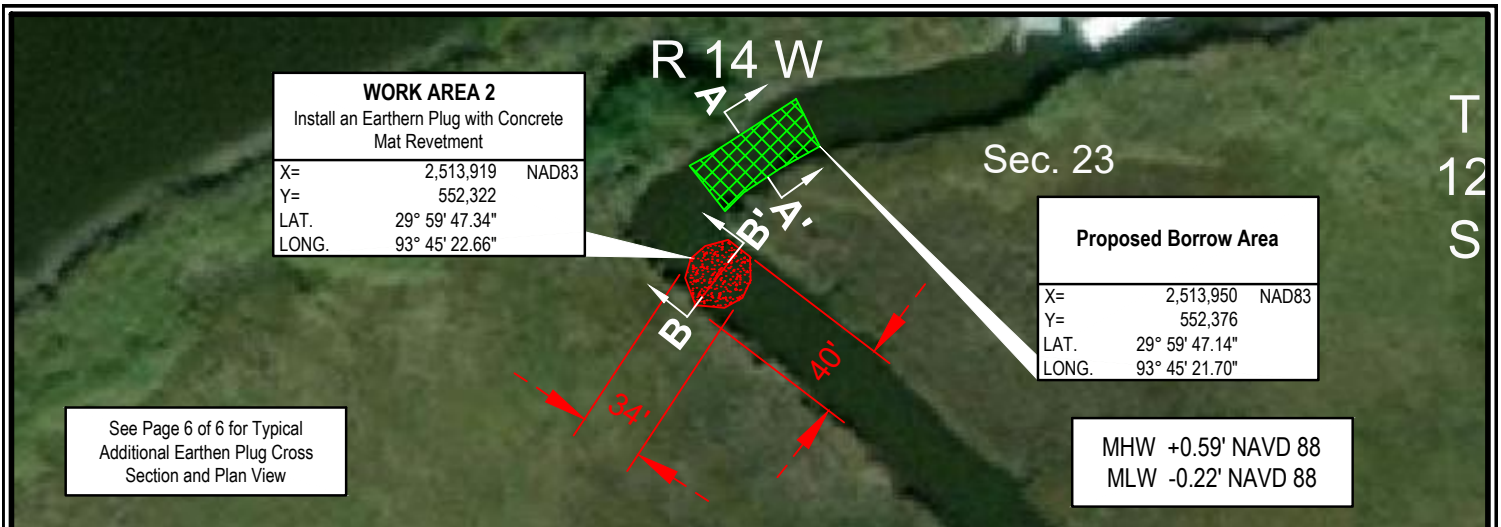 R 14 W
WORK AREA 2
Install an Earthern Plug with Concrete
Mat Revetment
X= 2,513,919 NAD83
Y= 552,322
LAT. 29° 59' 47.34"
LONG. 93° 45' 22.66"
A
A'
Sec. 23
T
12
S
B'
B
Proposed Borrow Area
X= 2,513,950 NAD83
Y= 552,376
LAT. 29° 59' 47.14"
LONG. 93° 45' 21.70"
40'
34'
See Page 6 of 6 for Typical
Additional Earthen Plug Cross
Section and Plan View
MHW +0.59' NAVD 88
MLW -0.22' NAVD 88